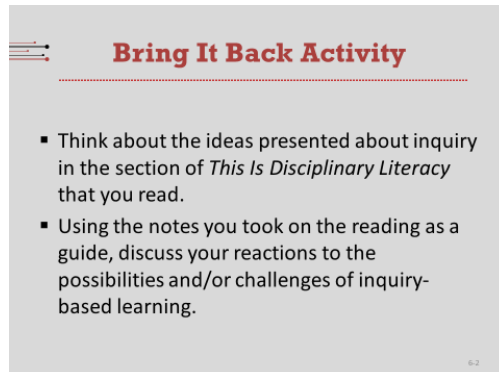 Bring It Back Activity
▪ Think about the ideas presented about inquiry
in the section of This Is Disciplinary Literacy
that you read.
▪ Using the notes you took on the reading as a
guide, discuss your reactions to the
possibilities and/or challenges of inquiry-
based learning.
6-2